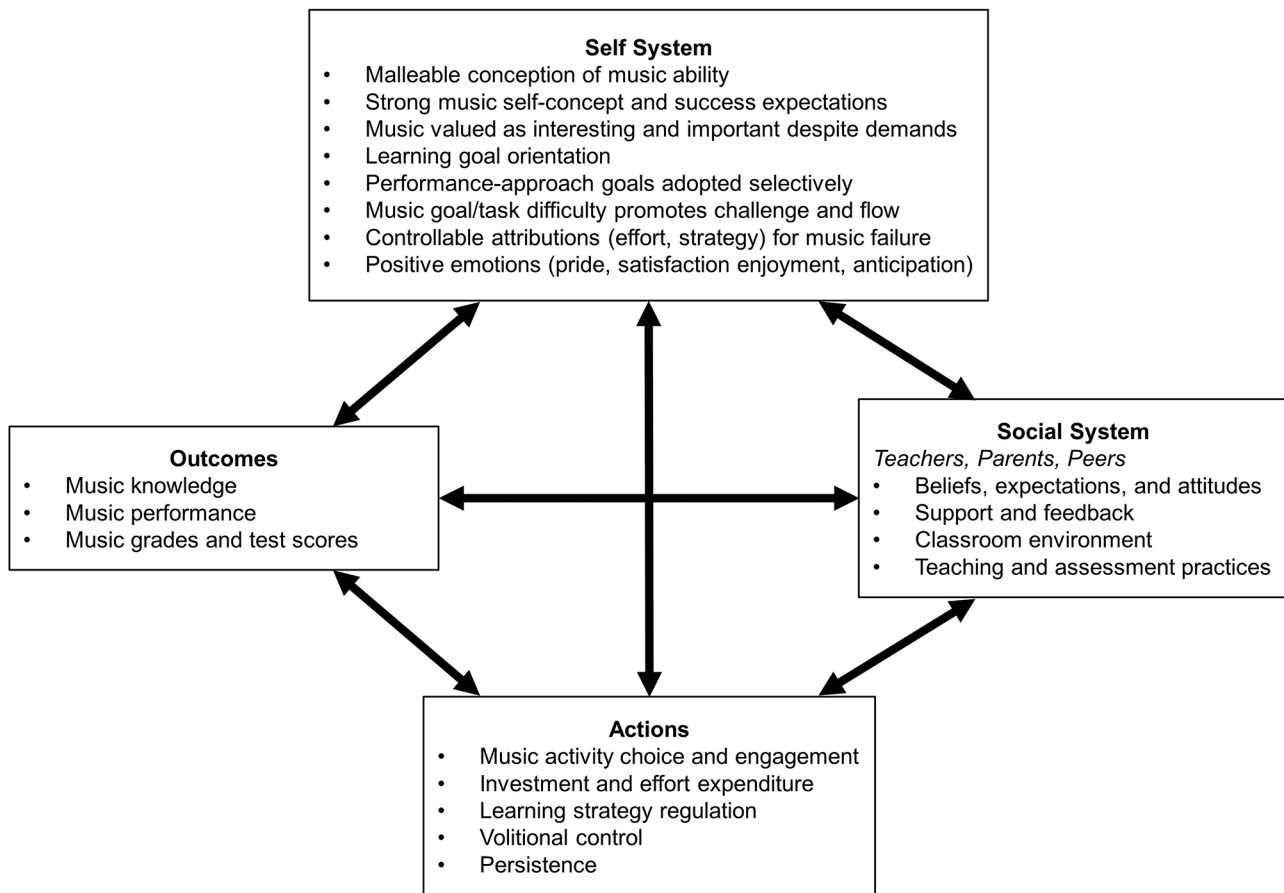 Self System
• Malleable conception of music ability
• Strong music self-concept and success expectations
• Music valued as interesting and important despite demands
• Learning goal orientation
• Performance-approach goals adopted selectively
• Music goal/task difficulty promotes challenge and flow
• Controllable attributions (effort, strategy) for music failure
• Positive emotions (pride, satisfaction enjoyment, anticipation)
Outcomes
• Music knowledge
• Music performance
• Music grades and test scores
Social System
Teachers, Parents, Peers
• Beliefs, expectations, and attitudes
• Support and feedback
• Classroom environment
• Teaching and assessment practices
Actions
• Music activity choice and engagement
• Investment and effort expenditure
• Learning strategy regulation
• Volitional control
• Persistence